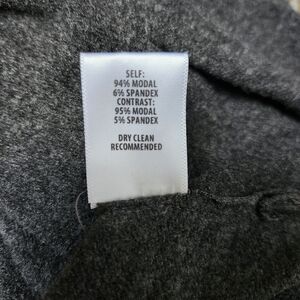 SELF:
94% MODAL
6% SPANDEX
CONTRAST:
95% MODAL
5% SPANDEX
DRY CLEAN
RECOMMENDED